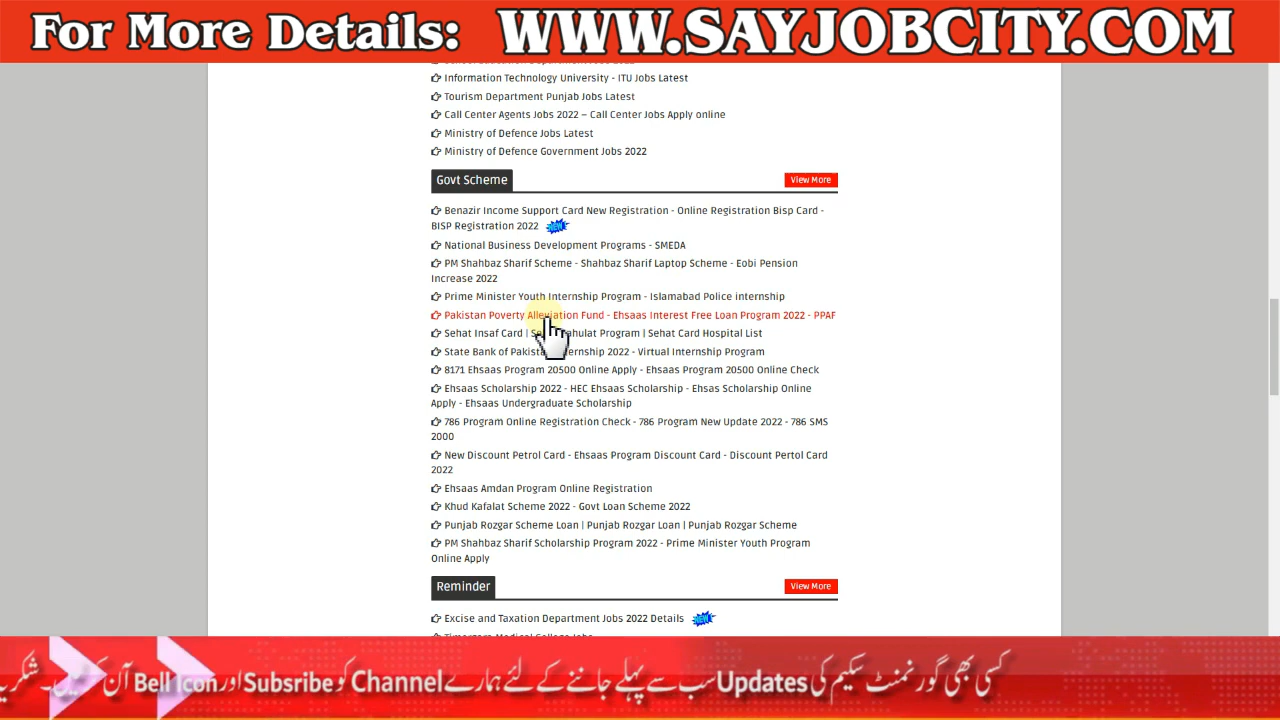 For More Details: WWW.SAYJOBCITY.COM
Information Technology University - ITU Jobs Latest
Tourism Department Punjab Jobs Latest
Call Center Agents Jobs 2022 – Call Center Jobs Apply online
Ministry of Defence Jobs Latest
Ministry of Defence Government Jobs 2022
Govt Scheme
View More
Benazir Income Support Card New Registration - Online Registration Bisp Card -
BISP Registration 2022 NEW
National Business Development Programs - SMEDA
PM Shahbaz Sharif Scheme - Shahbaz Sharif Laptop Scheme - Eobi Pension
Increase 2022
Prime Minister Youth Internship Program - Islamabad Police internship
Pakistan Poverty Alleviation Fund - Ehsaas Interest Free Loan Program 2022 - PPAF
Sehat Insaf Card | Program | Sehat Card Hospital List
State Bank of 2022 - Virtual Internship Program
8171 Ehsaas Program 20500 Online Apply - Ehsaas Program 20500 Online Check
Ehsaas Scholarship 2022 - HEC Ehsaas Scholarship - Ehsas Scholarship Online
Apply - Ehsaas Undergraduate Scholarship
786 Program Online Registration Check - 786 Program New Update 2022 - 786 SMS
2000
New Discount Petrol Card - Ehsaas Program Discount Card - Discount Pertol Card
2022
Ehsaas Amdan Program Online Registration
Khud Kafalat Scheme 2022 - Govt Loan Scheme 2022
Punjab Rozgar Scheme Loan | Punjab Rozgar Loan | Punjab Rozgar Scheme
PM Shahbaz Sharif Scholarship Program 2022 - Prime Minister Youth Program
Online Apply
Reminder
View More
Excise and Taxation Department Jobs 2022 Details NEW
کسی بھی گورنمنٹ سکیم کی Updates سب سے پہلے جاننے کے لئے ہمارے Channel کو Subsribe اور Bell Icon آن